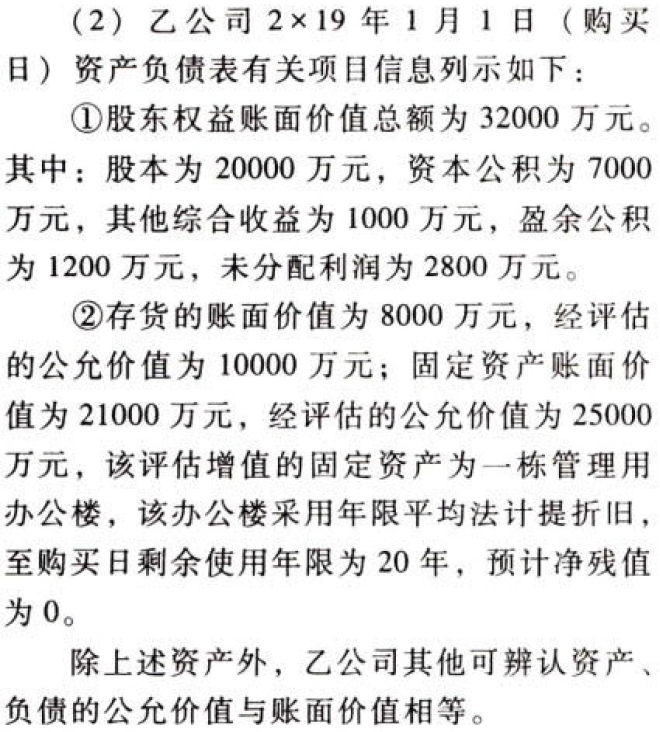 （2）乙公司 2×19 年 1 月 1 日（购买
日）资产负债表有关项目信息列示如下：
①股东权益账面价值总额为 32000 万元。
其中：股本为 20000 万元，资本公积为 7000
万元，其他综合收益为 1000 万元，盈余公积
为 1200 万元，未分配利润为 2800 万元。
②存货的账面价值为 8000 万元，经评估
的公允价值为 10000 万元；固定资产账面价
值为 21000 万元，经评估的公允价值为 25000
万元，该评估增值的固定资产为一栋管理用
办公楼，该办公楼采用年限平均法计提折旧，
至购买日剩余使用年限为 20 年，预计净残值
为 0。
除上述资产外，乙公司其他可辨认资产、
负债的公允价值与账面价值相等。